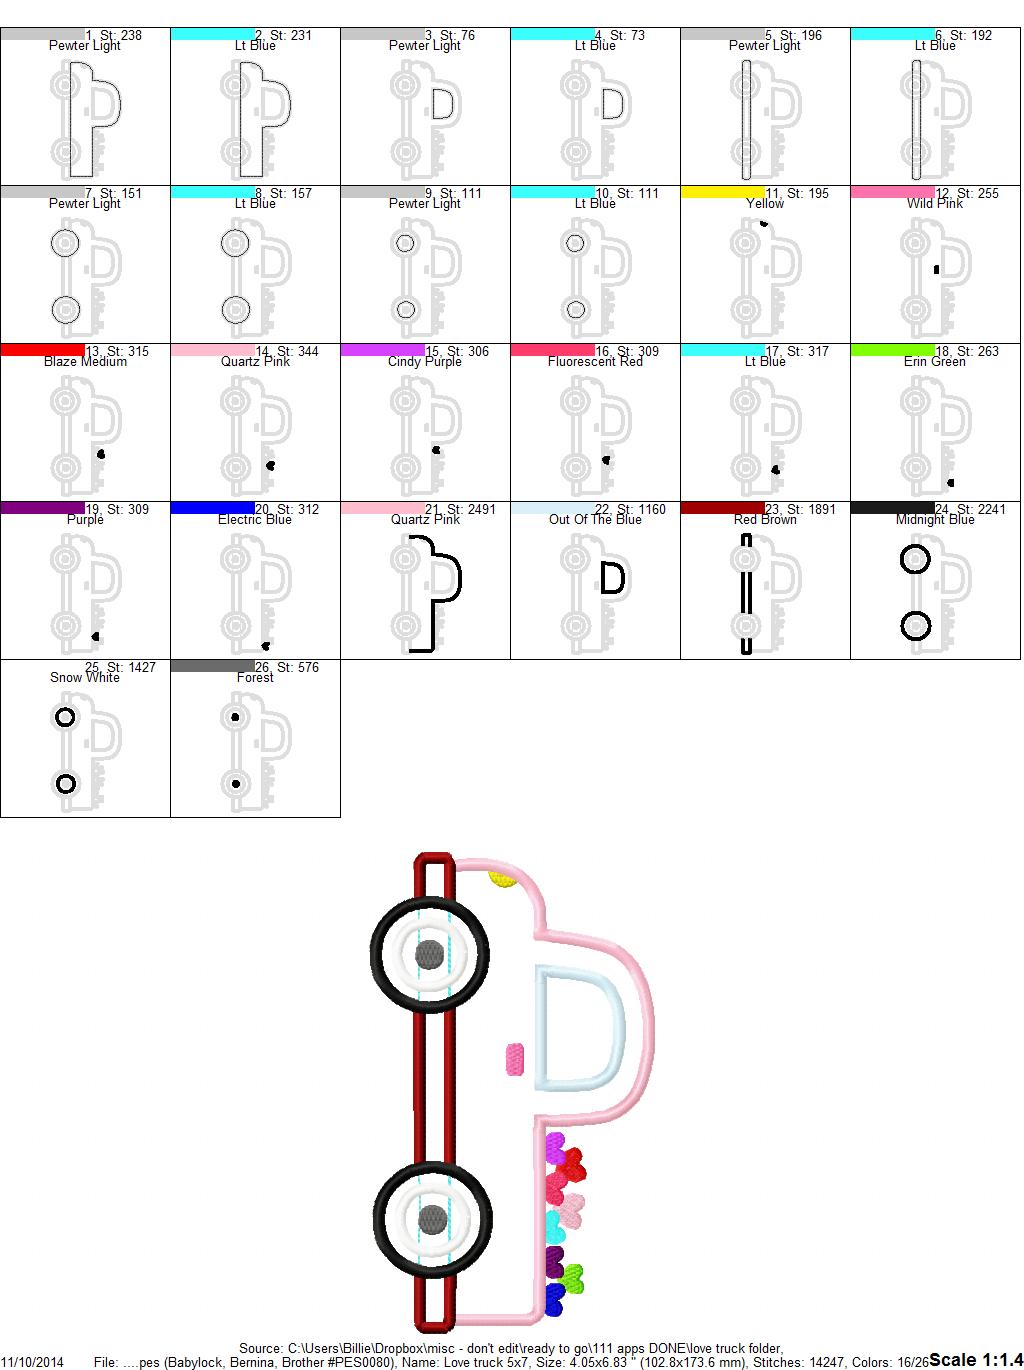 1, St: 238 2, St: 231 3, St: 76 4, St: 73 5, St: 196 6, St: 192
Pewter Light Lt Blue Pewter Light Lt Blue Pewter Light Lt Blue
7, St: 151 8, St: 157 9, St: 111 10, St: 111 11, St: 195 12, St: 255
Pewter Light Lt Blue Pewter Light Lt Blue Yellow Wild Pink
13, St: 315 14, St: 344 15, St: 306 16, St: 309 17, St: 317 18, St: 263
Blaze Medium Quartz Pink Cindy Purple Fluorescent Red Lt Blue Erin Green
19, St: 309 20, St: 312 21, St: 2491 22, St: 1160 23, St: 1891 24, St: 2241
Purple Electric Blue Quartz Pink Out Of The Blue Red Brown Midnight Blue
25, St: 1427 26, St: 576
Snow White Forest
Source: C:\Users\Billie\Dropbox\misc - don't edit\ready to go\111 apps DONE\love truck folder,
11/10/2014 File: ....pes (Babylock, Bernina, Brother #PES0080), Name: Love truck 5x7, Size: 4.05x6.83 " (102.8x173.6 mm), Stitches: 14247, Colors: 16/26 Scale 1:1.4